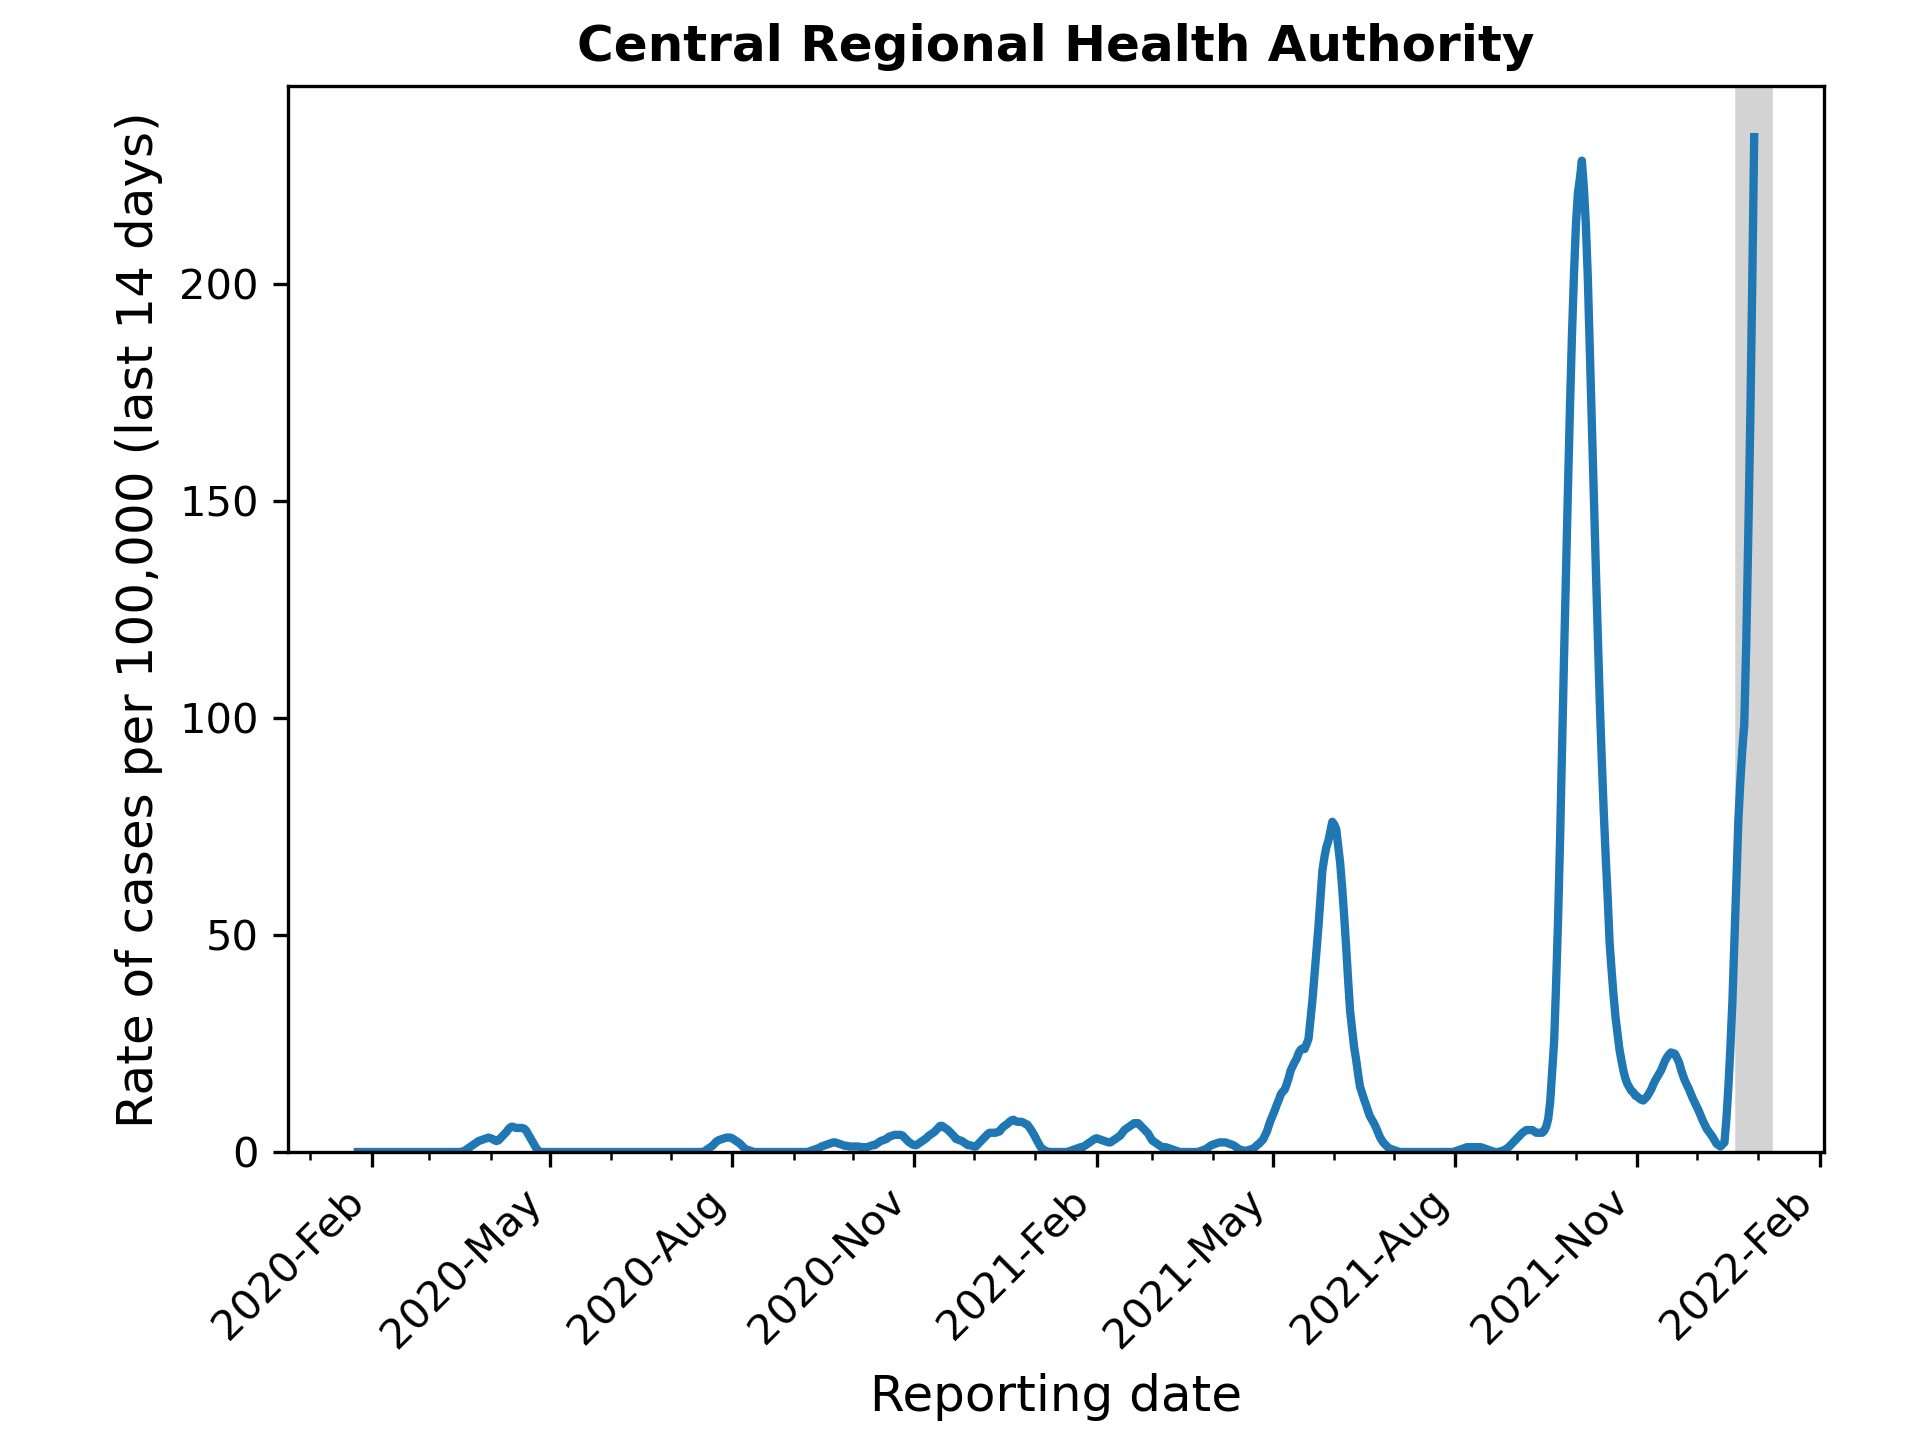 Central Regional Health Authority
Rate of cases per 100,000 (last 14 days)
200
150
100
50
0
2020-Feb
2020-May
2020-Aug
2020-Nov
2021-Feb
2021-May
2021-Aug
2021-Nov
2022-Feb
Reporting date